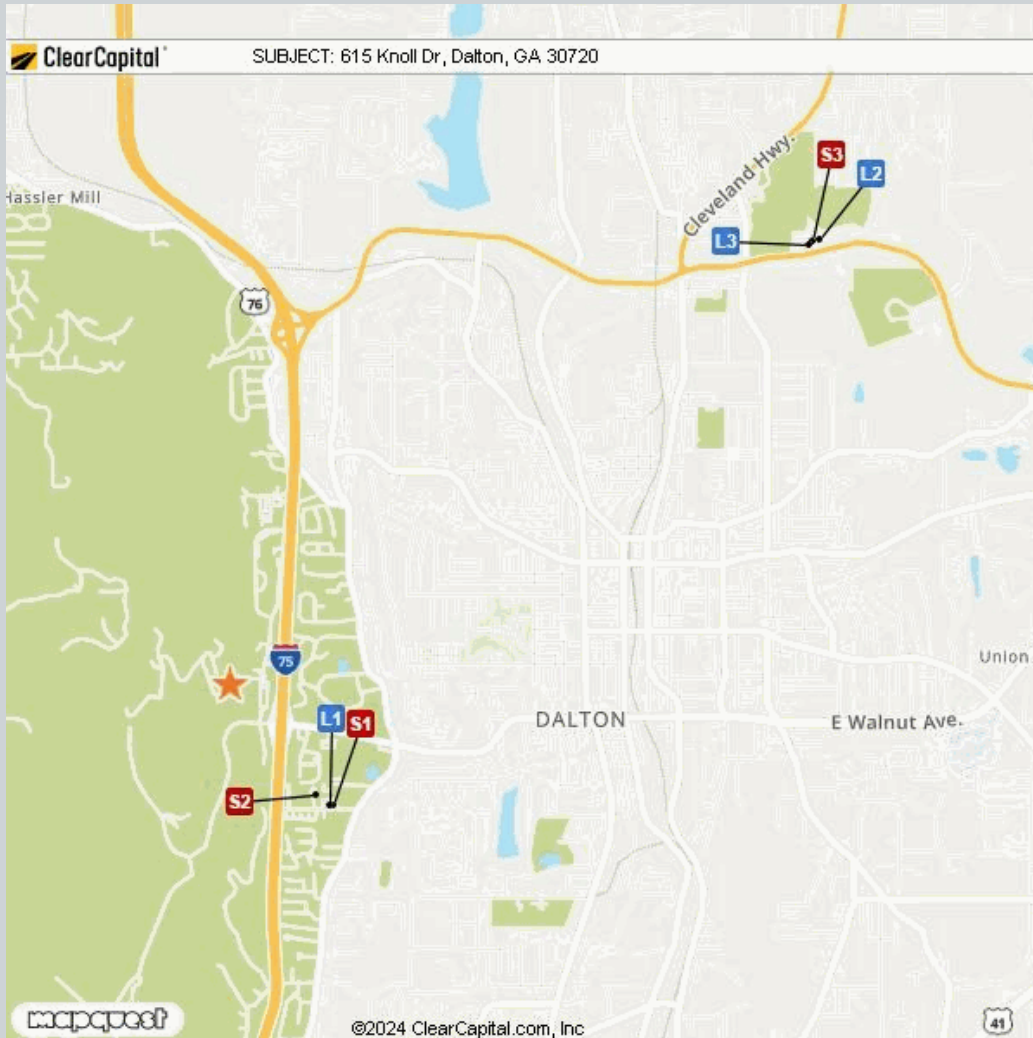 ClearCapital®
SUBJECT: 615 Knoll Dr, Dalton, GA 30720
Cleveland Hwy.
S3
L2
Hassler Mill
L3
76
75
Union
L1
S1
DALTON
E Walnut Ave.
S2
mapquest
©2024 ClearCapital.com, Inc
41